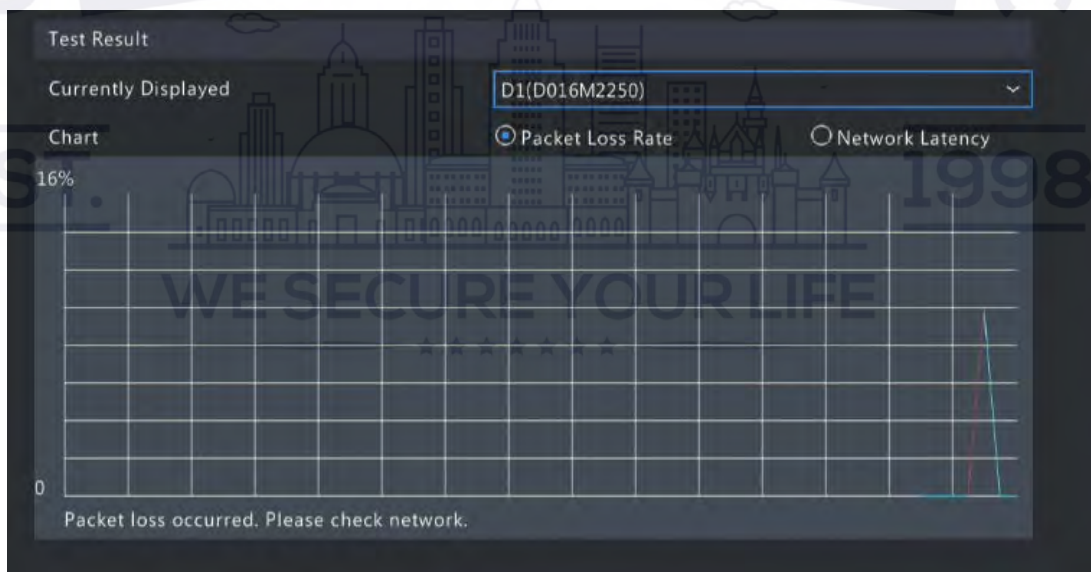 Test Result
Currently Displayed D1(D016M2250)
Chart Packet Loss Rate Network Latency
16%
ST. 1998
WE SECURE YOUR LIFE
0
Packet loss occurred. Please check network.